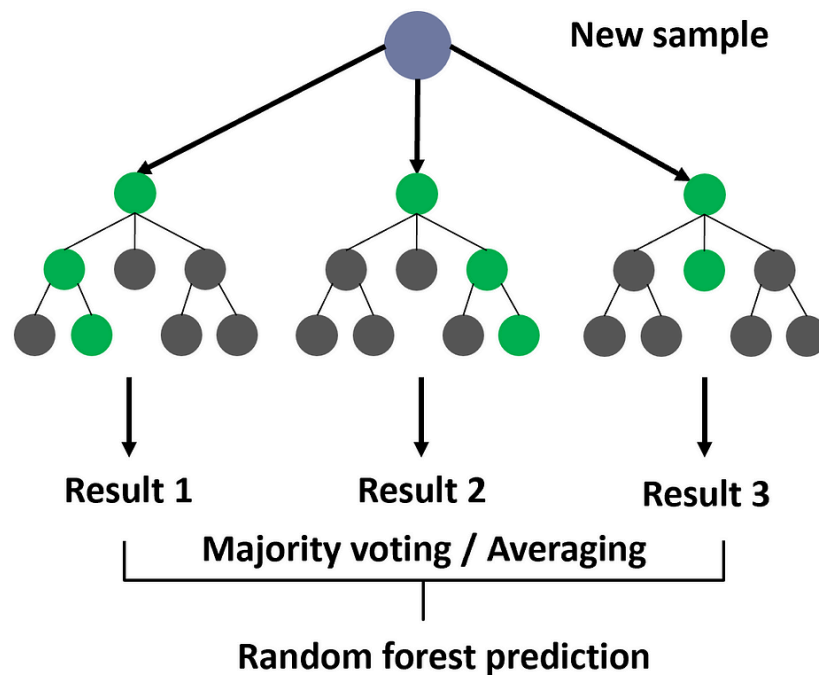 New sample
Result 1
Result 2
Result 3
Majority voting / Averaging
Random forest prediction